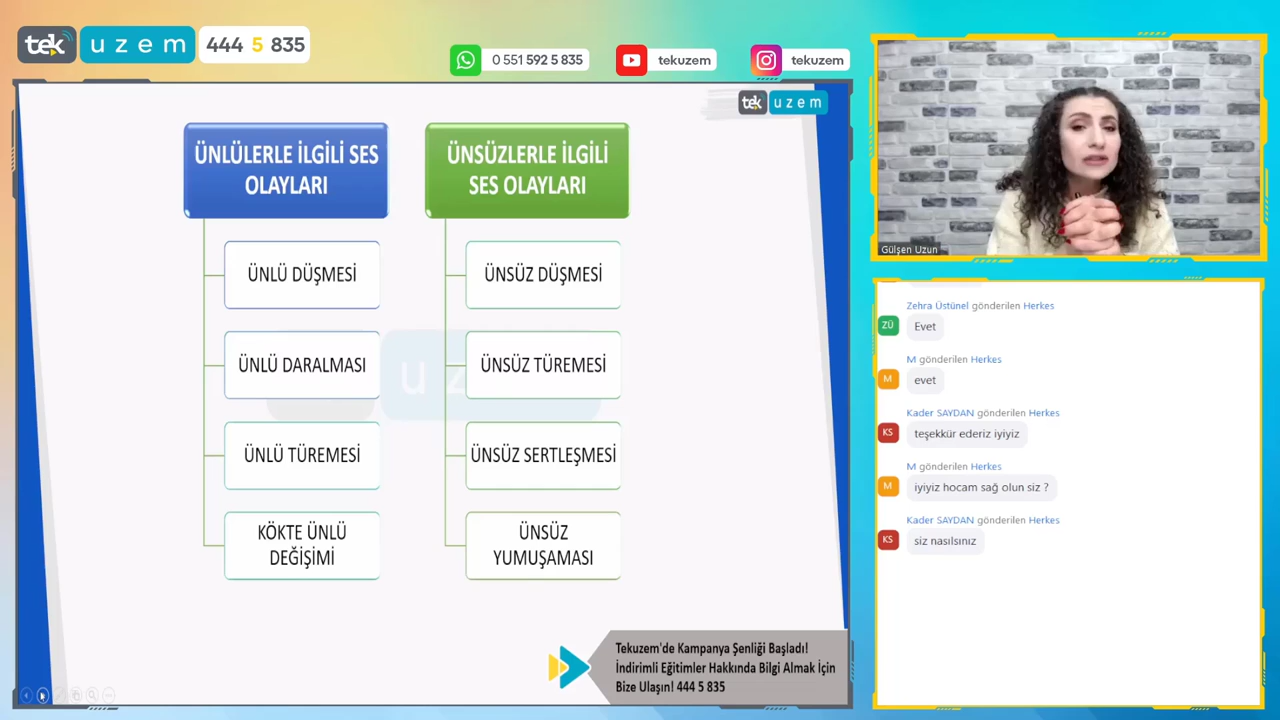 tek uzem 444 5 835
0 551 592 5 835
tekuzem
tekuzem
tek uzem
ÜNLÜLERLE İLGİLİ SES
OLAYLARI
ÜNLÜ DÜŞMESİ
ÜNLÜ DARALMASI
ÜNLÜ TÜREMESİ
KÖKTE ÜNLÜ
DEĞİŞİMİ
ÜNSÜZLERLE İLGİLİ
SES OLAYLARI
ÜNSÜZ DÜŞMESİ
ÜNSÜZ TÜREMESİ
ÜNSÜZ SERTLEŞMESİ
ÜNSÜZ
YUMUŞAMASI
u z
Tekuzem'de Kampanya Şenliği Başladı!
İndirimli Eğitimler Hakkında Bilgi Almak İçin
Bize Ulaşın! 444 5 835
Gülşen Uzun
Zehra Üstünel gönderilen Herkes
ZÜ Evet
M gönderilen Herkes
M evet
Kader SAYDAN gönderilen Herkes
KS teşekkür ederiz iyiyiz
M gönderilen Herkes
M iyiyiz hocam sağ olun siz ?
Kader SAYDAN gönderilen Herkes
KS siz nasılsınız